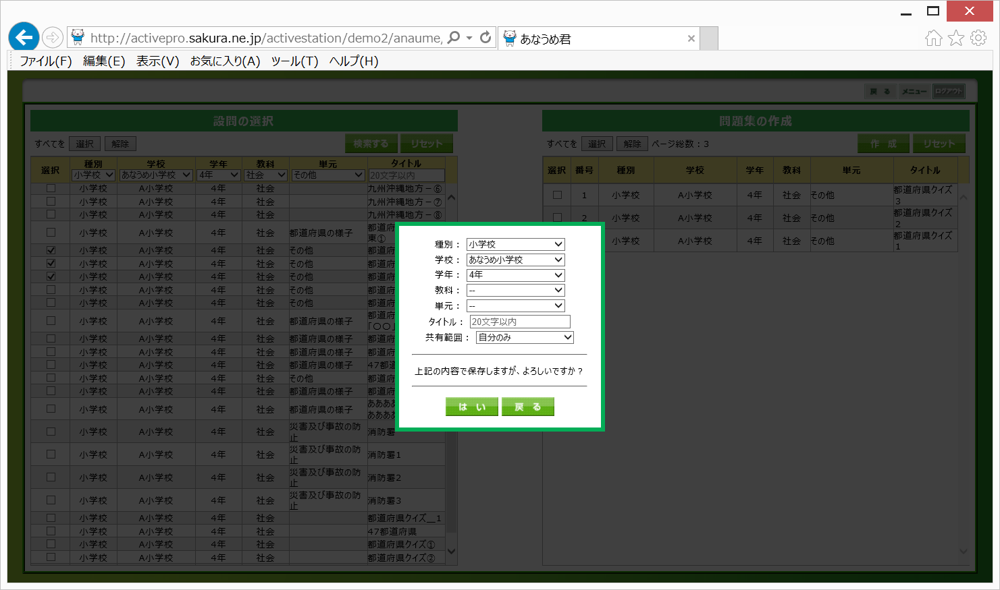 http://activepro.sakura.ne.jp/activestation/demo2/anaume,
あなうめ君
ファイル(F) 編集(E) 表示(V) お気に入り(A) ツール(T) ヘルプ(H)
戻 る メニュー ログアウト
設問の選択
すべてを 選択 解除 検索する リセット
選択 種別 学校 学年 教科 単元 タイトル
小学校 あなうめ小学校 4年 社会 その他 20文字以内
小学校 A小学校 4年 社会 九州沖縄地方－⑥
小学校 A小学校 4年 社会 九州沖縄地方－⑦
小学校 A小学校 4年 社会 九州沖縄地方－⑧
小学校 A小学校 4年 社会 都道府県の様子 都道府
東①
小学校 A小学校 4年 社会 その他 都道府
小学校 A小学校 4年 社会 その他 都道府
小学校 A小学校 4年 社会 その他 都道府
小学校 A小学校 4年 社会 その他 都道府
小学校 A小学校 4年 社会 その他 都道府
小学校 A小学校 4年 社会 都道府県の様子 都道府
「〇〇」
小学校 A小学校 4年 社会 都道府県の様子 都道府
小学校 A小学校 4年 社会 都道府県の様子 都道府
小学校 A小学校 4年 社会 都道府県の様子 47都道
小学校 A小学校 4年 社会 その他 都道府
小学校 A小学校 4年 社会 都道府県の様子 都道府
小学校 A小学校 4年 社会 都道府県の様子 ああああ
ああああ
小学校 A小学校 4年 社会 災害及び事故の防止 消防署
小学校 A小学校 4年 社会 災害及び事故の防止 消防署1
小学校 A小学校 4年 社会 災害及び事故の防止 消防署2
小学校 A小学校 4年 社会 災害及び事故の防止 消防署3
小学校 A小学校 4年 社会 都道府県クイズ__1
小学校 A小学校 4年 社会 47都道府県
小学校 A小学校 4年 社会 都道府県クイズ①
小学校 A小学校 4年 社会 都道府県クイズ②
問題集の作成
すべてを 選択 解除 ページ総数：3 作 成 リセット
選択 番号 種別 学校 学年 教科 単元 タイトル
1 小学校 A小学校 4年 社会 その他 都道府県クイズ3
2 小学校 A小学校 4年 社会 その他 都道府県クイズ2
小学校 A小学校 4年 社会 その他 都道府県クイズ1
種別： 小学校
学校： あなうめ小学校
学年： 4年
教科： --
単元： --
タイトル： 20文字以内
共有範囲： 自分のみ
上記の内容で保存しますが、よろしいですか？
は い 戻 る